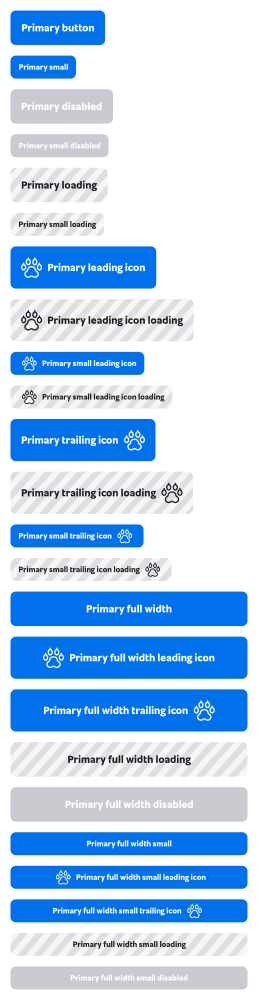 Primary button
Primary small
Primary disabled
Primary small disabled
Primary loading
Primary small loading
Primary leading icon
Primary leading icon loading
Primary small leading icon
Primary small leading icon loading
Primary trailing icon
Primary trailing icon loading
Primary small trailing icon
Primary small trailing icon loading
Primary full width
Primary full width leading icon
Primary full width trailing icon
Primary full width loading
Primary full width disabled
Primary full width small
Primary full width small leading icon
Primary full width small trailing icon
Primary full width small loading
Primary full width small disabled